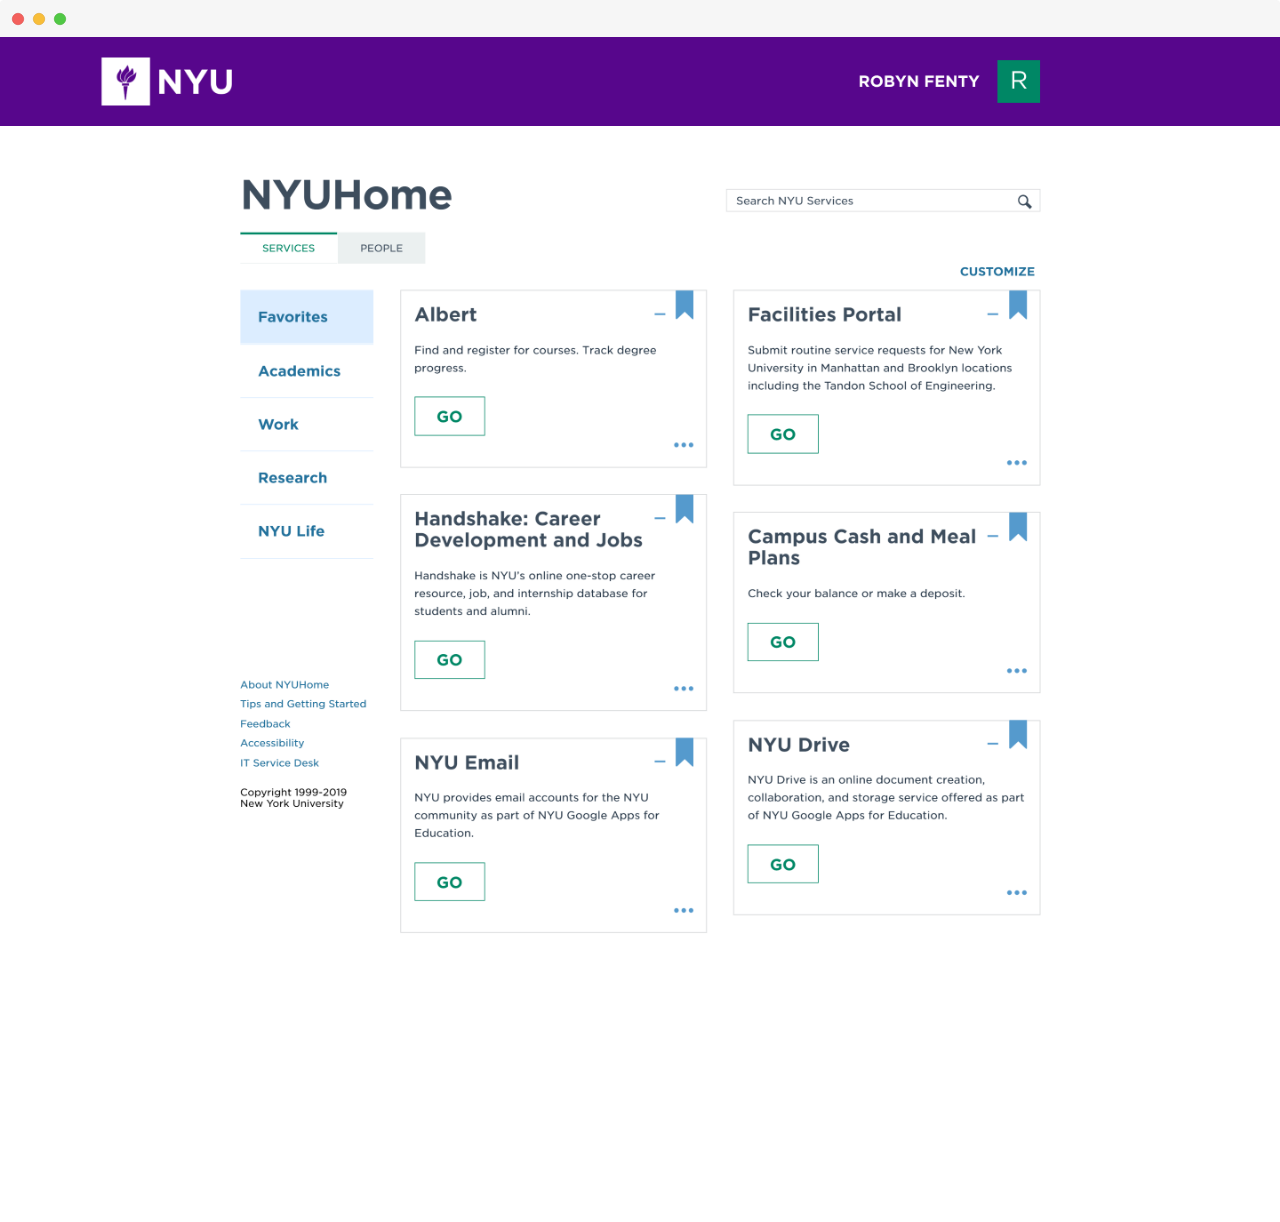 NYU
ROBYN FENTY
R
NYUHome
Search NYU Services
SERVICES
PEOPLE
CUSTOMIZE
Favorites
Academics
Work
Research
NYU Life
About NYUHome
Tips and Getting Started
Feedback
Accessibility
IT Service Desk
Copyright 1999-2019
New York University
Albert
Find and register for courses. Track degree
progress.
GO
Handshake: Career
Development and Jobs
Handshake is NYU's online one-stop career
resource, job, and internship database for
students and alumni.
GO
NYU Email
NYU provides email accounts for the NYU
community as part of NYU Google Apps for
Education.
GO
Facilities Portal
Submit routine service requests for New York
University in Manhattan and Brooklyn locations
including the Tandon School of Engineering.
GO
Campus Cash and Meal
Plans
Check your balance or make a deposit.
GO
NYU Drive
NYU Drive is an online document creation,
collaboration, and storage service offered as part
of NYU Google Apps for Education.
GO